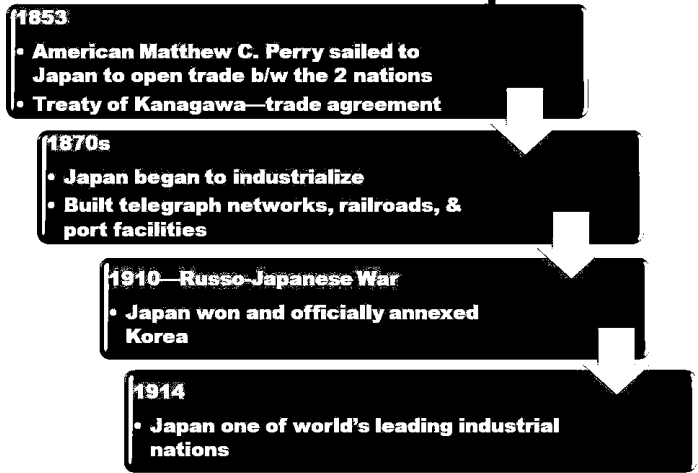 1853
• American Matthew C. Perry sailed to
Japan to open trade b/w the 2 nations
• Treaty of Kanagawa—trade agreement
1870s
• Japan began to industrialize
• Built telegraph networks, railroads, &
port facilities
1910—Russo-Japanese War
• Japan won and officially annexed
Korea
1914
• Japan one of world’s leading industrial
nations